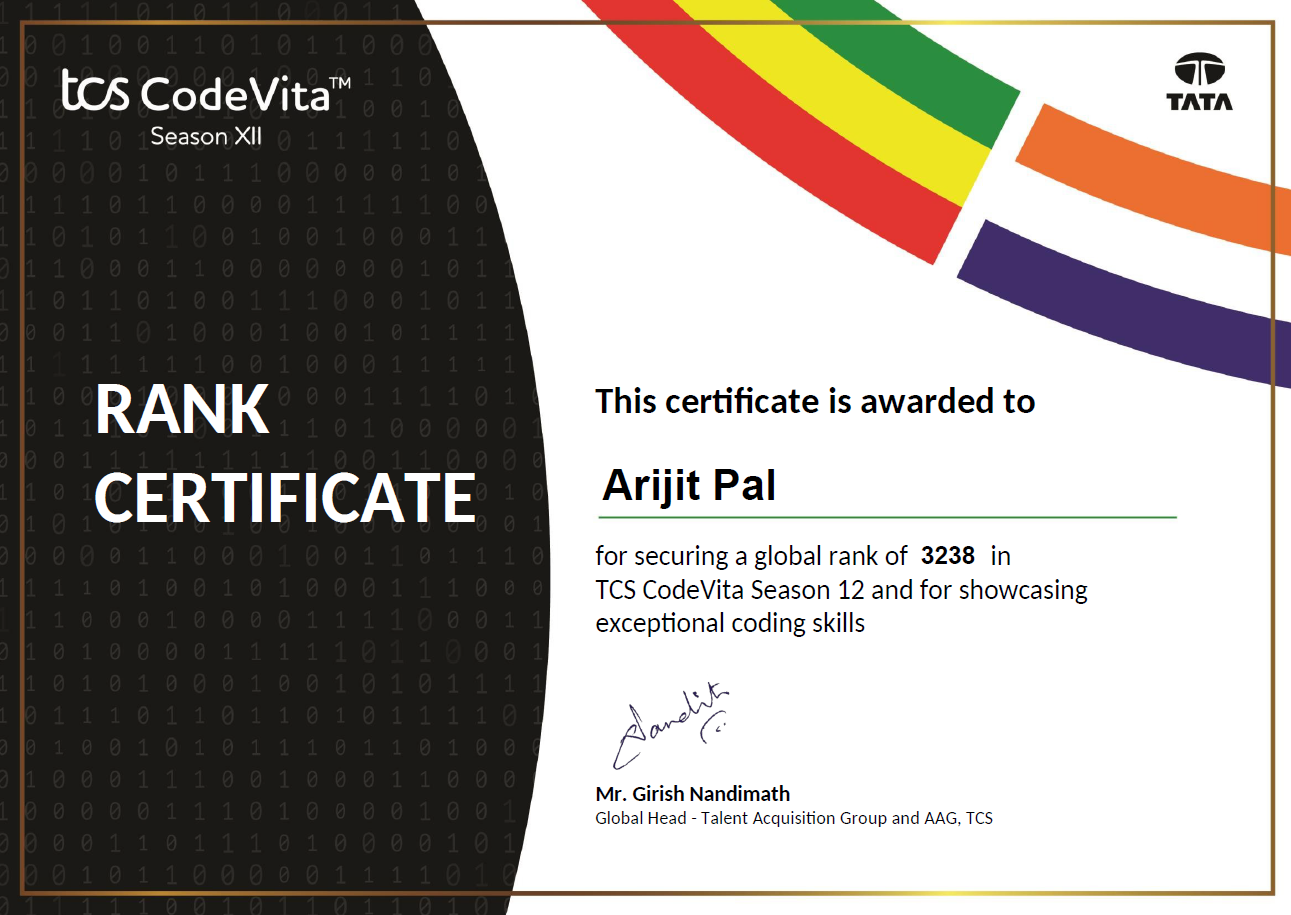 tcs CodeVita™
Season XII
TATA
RANK
CERTIFICATE
This certificate is awarded to
Arijit Pal
for securing a global rank of 3238 in
TCS CodeVita Season 12 and for showcasing
exceptional coding skills
Mr. Girish Nandimath
Global Head - Talent Acquisition Group and AAG, TCS